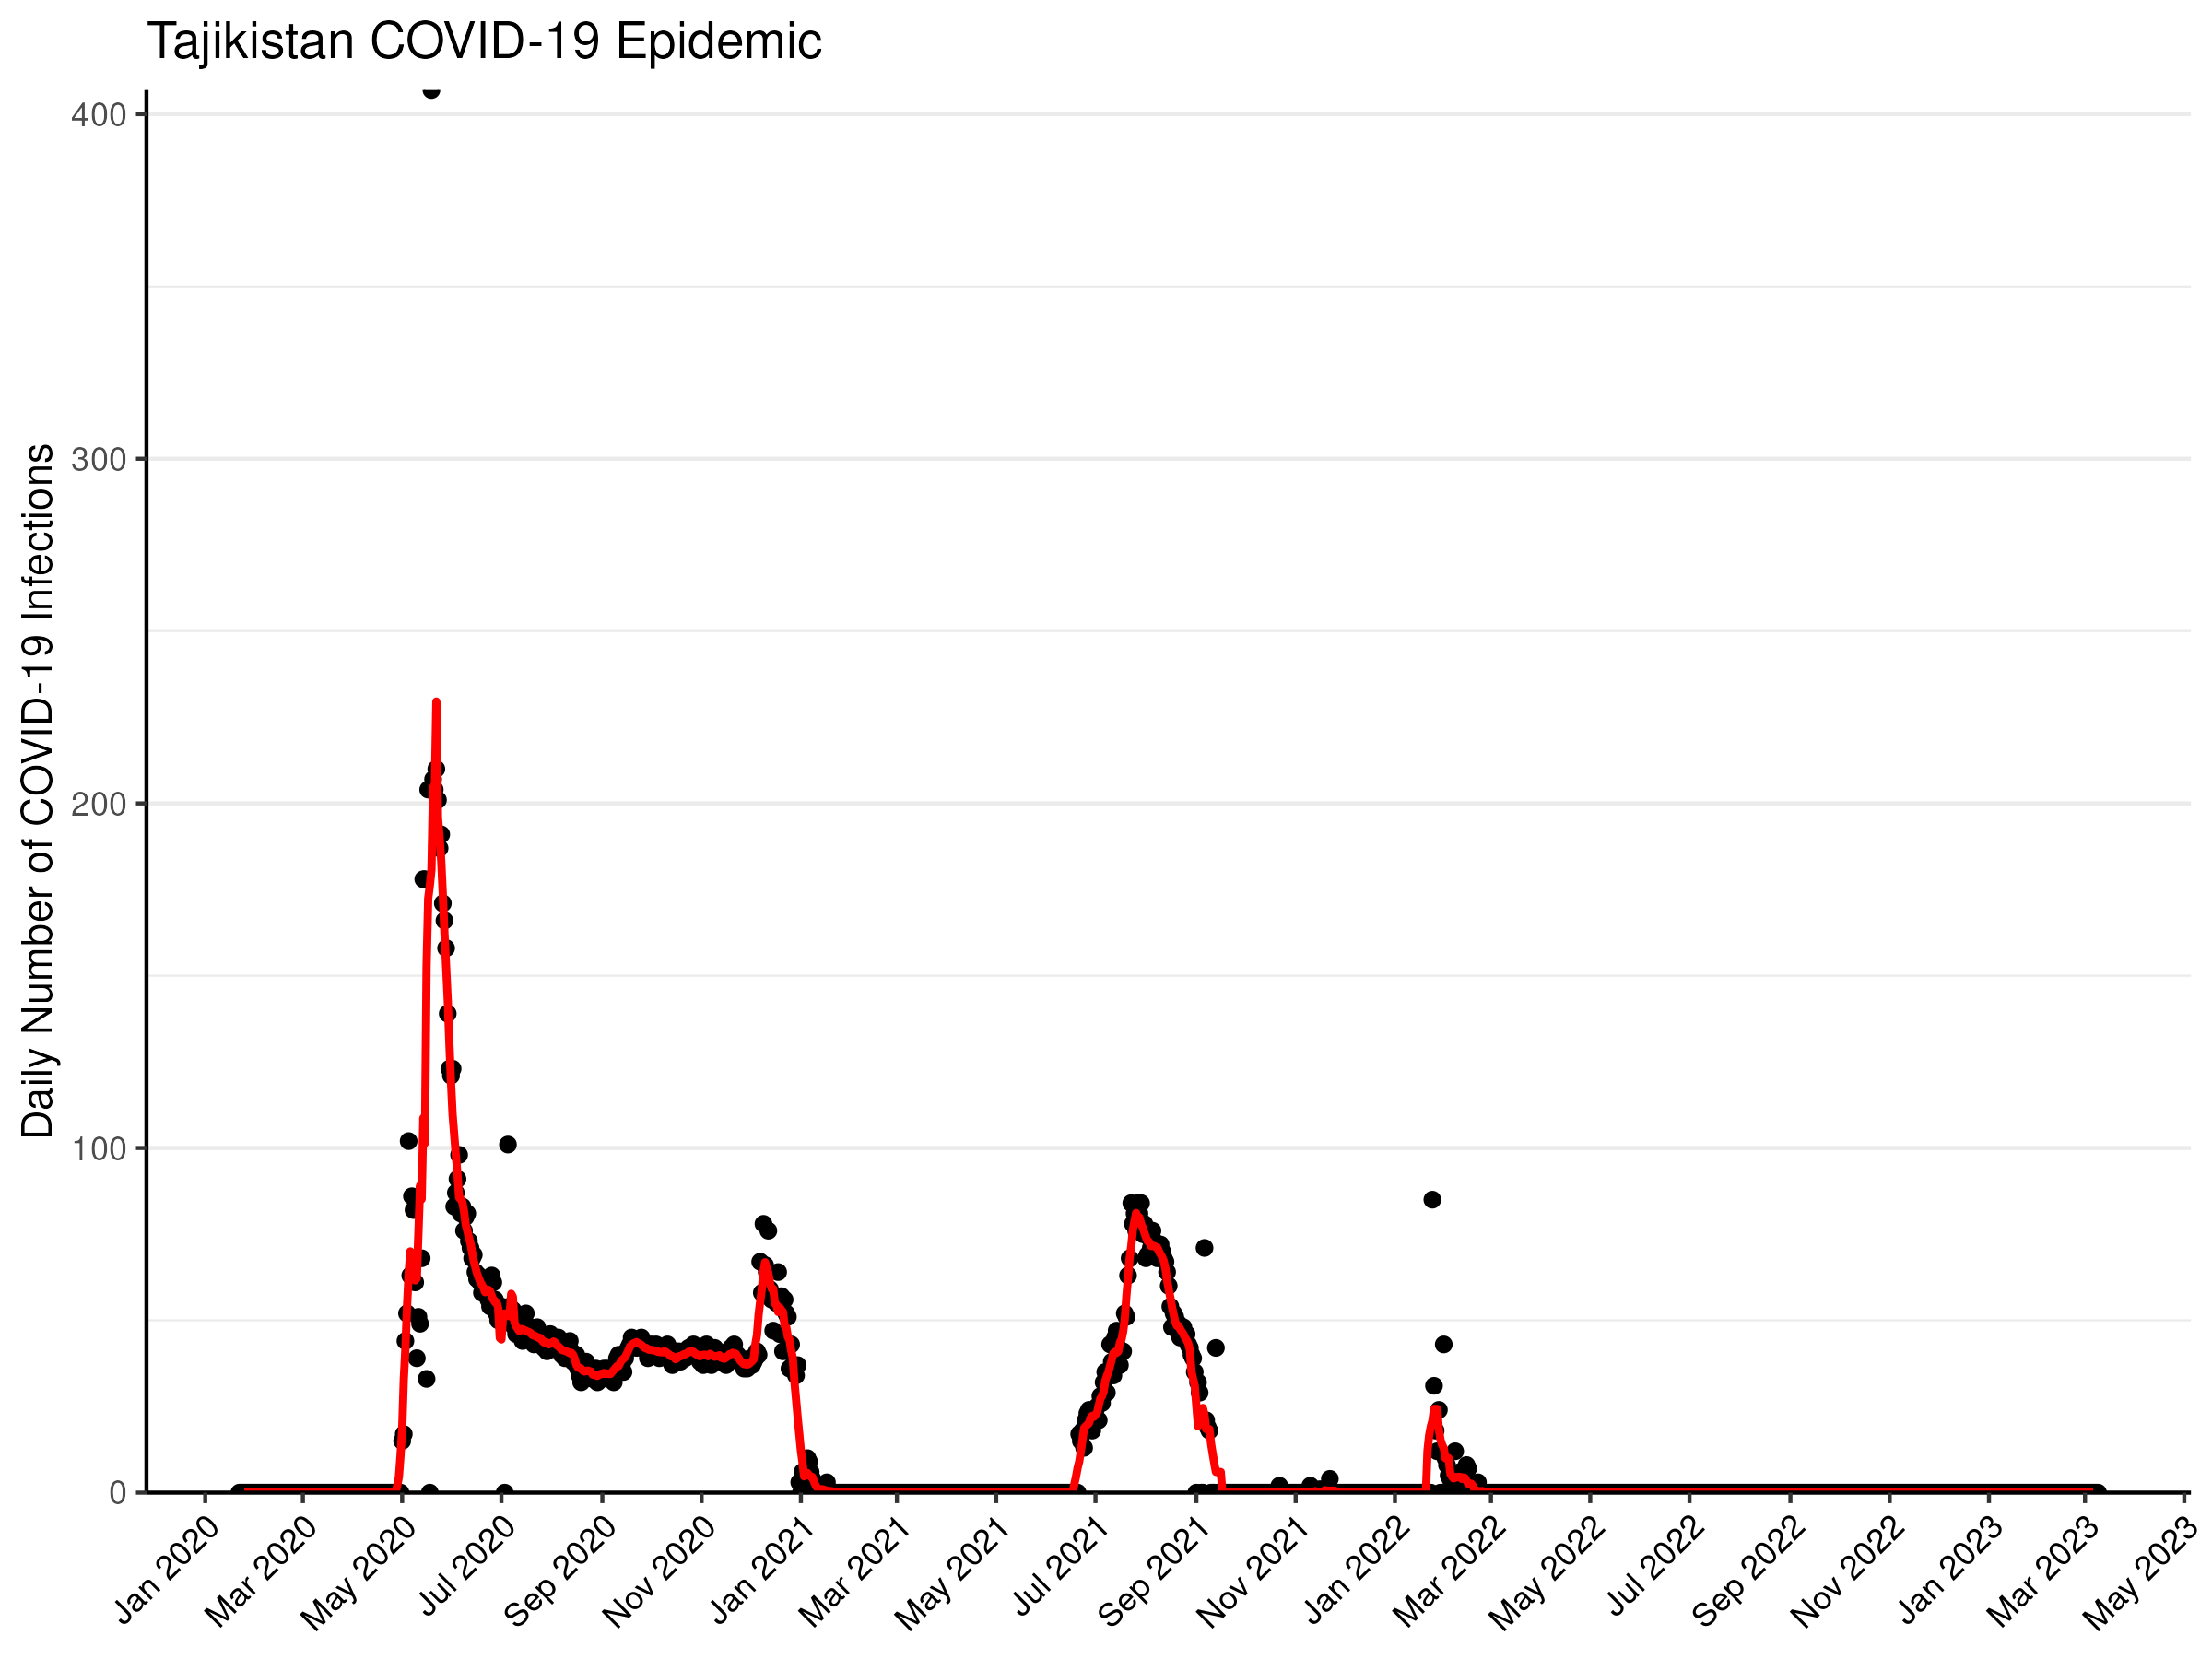 Tajikistan COVID-19 Epidemic
Daily Number of COVID-19 Infections
400
300
200
100
0
Jan 2020
Mar 2020
May 2020
Jul 2020
Sep 2020
Nov 2020
Jan 2021
Mar 2021
May 2021
Jul 2021
Sep 2021
Nov 2021
Jan 2022
Mar 2022
May 2022
Jul 2022
Sep 2022
Nov 2022
Jan 2023
Mar 2023
May 2023